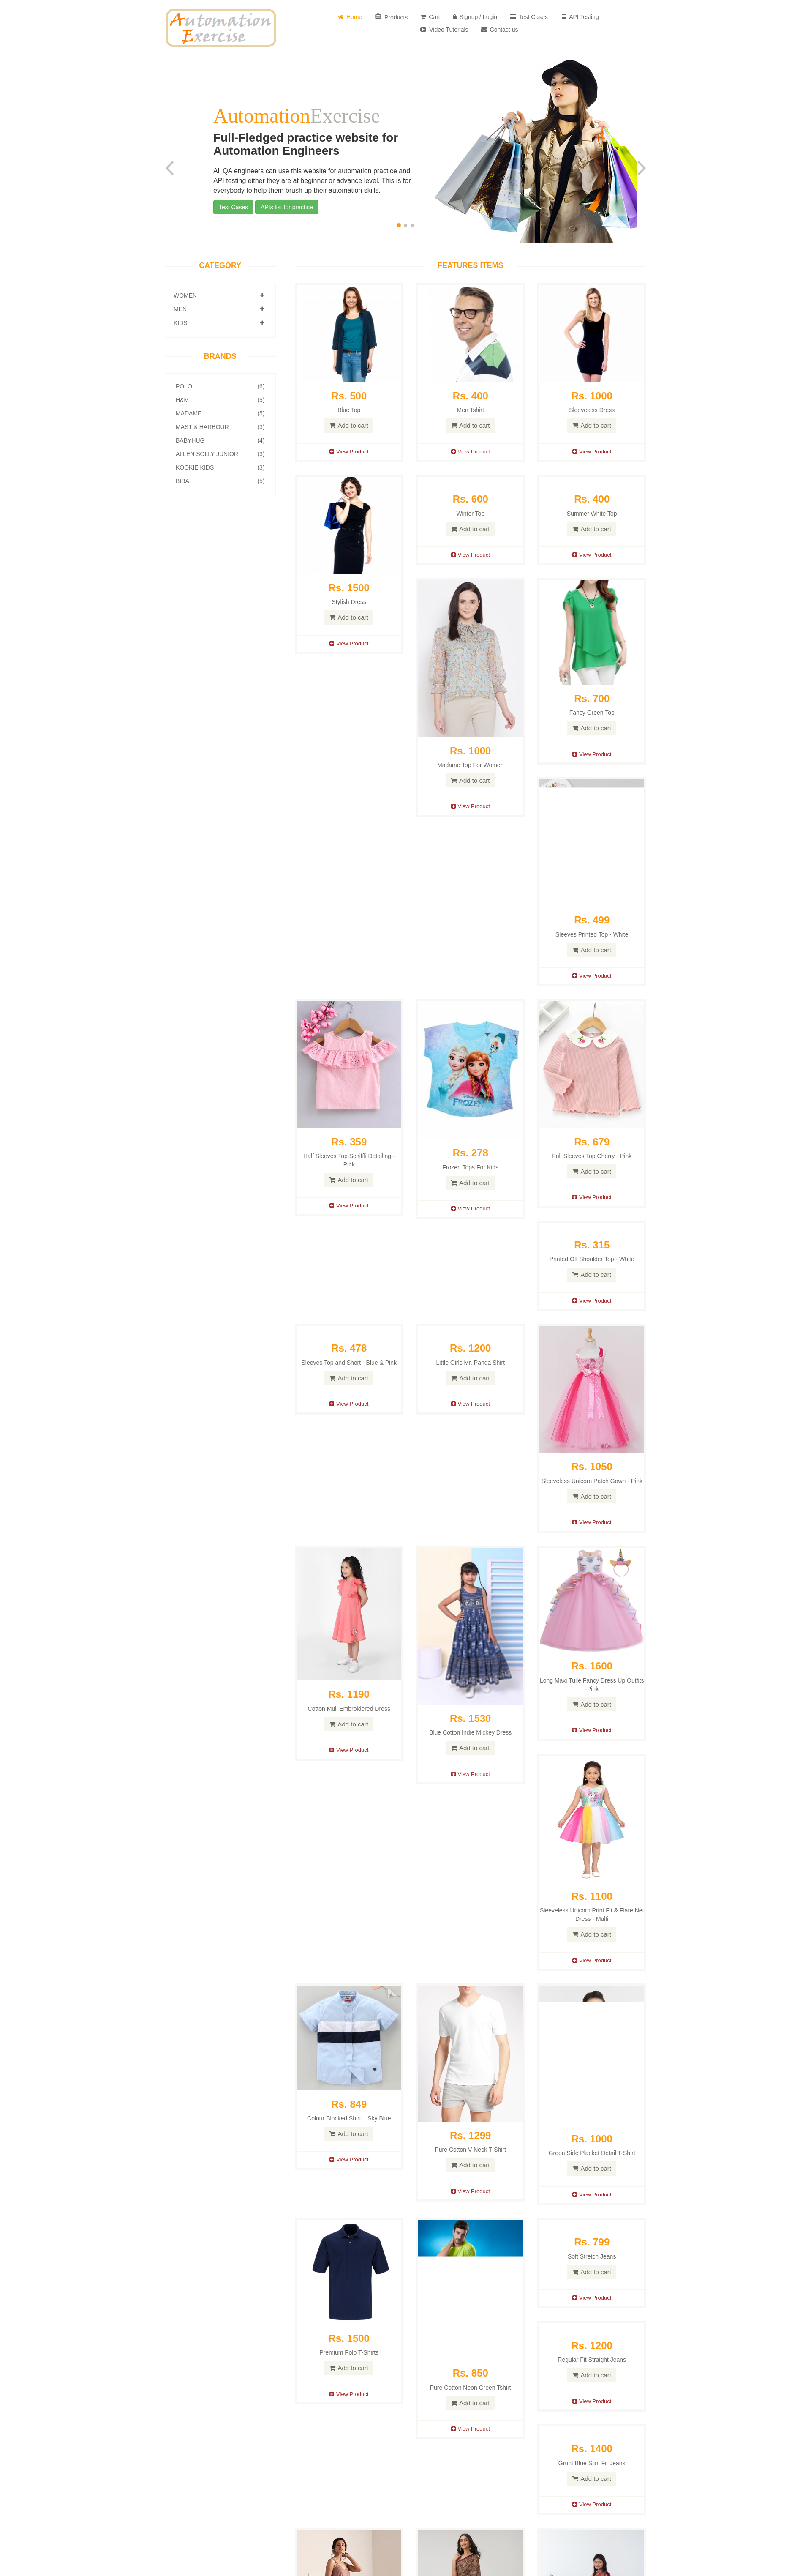 Automation
Exercise
Home
Products
Cart
Signup / Login
Test Cases
API Testing
Video Tutorials
Contact us
AutomationExercise
Full-Fledged practice website for
Automation Engineers
All QA engineers can use this website for automation practice and
API testing either they are at beginner or advance level. This is for
everybody to help them brush up their automation skills.
Test Cases
APIs list for practice
CATEGORY
WOMEN
MEN
KIDS
BRANDS
POLO (6)
H&M (5)
MADAME (5)
MAST & HARBOUR (3)
BABYHUG (4)
ALLEN SOLLY JUNIOR (3)
KOOKIE KIDS (3)
BIBA (5)
FEATURES ITEMS
Rs. 500
Blue Top
Add to cart
View Product
Rs. 400
Men Tshirt
Add to cart
View Product
Rs. 1000
Sleeveless Dress
Add to cart
View Product
Rs. 1500
Stylish Dress
Add to cart
View Product
Rs. 600
Winter Top
Add to cart
View Product
Rs. 400
Summer White Top
Add to cart
View Product
Rs. 1000
Madame Top For Women
Add to cart
View Product
Rs. 700
Fancy Green Top
Add to cart
View Product
Rs. 499
Sleeves Printed Top - White
Add to cart
View Product
Rs. 359
Half Sleeves Top Schiffli Detailing -
Pink
Add to cart
View Product
FROZEN
Rs. 278
Frozen Tops For Kids
Add to cart
View Product
Rs. 679
Full Sleeves Top Cherry - Pink
Add to cart
View Product
Rs. 315
Printed Off Shoulder Top - White
Add to cart
View Product
Rs. 478
Sleeves Top and Short - Blue & Pink
Add to cart
View Product
Rs. 1200
Little Girls Mr. Panda Shirt
Add to cart
View Product
Rs. 1050
Sleeveless Unicorn Patch Gown - Pink
Add to cart
View Product
Rs. 1190
Cotton Mull Embroidered Dress
Add to cart
View Product
Rs. 1530
Blue Cotton Indie Mickey Dress
Add to cart
View Product
Rs. 1600
Long Maxi Tulle Fancy Dress Up Outfits
-Pink
Add to cart
View Product
Rs. 1100
Sleeveless Unicorn Print Fit & Flare Net
Dress - Multi
Add to cart
View Product
Rs. 849
Colour Blocked Shirt – Sky Blue
Add to cart
View Product
Rs. 1299
Pure Cotton V-Neck T-Shirt
Add to cart
View Product
Rs. 1000
Green Side Placket Detail T-Shirt
Add to cart
View Product
Rs. 1500
Premium Polo T-Shirts
Add to cart
View Product
Rs. 850
Pure Cotton Neon Green Tshirt
Add to cart
View Product
Rs. 799
Soft Stretch Jeans
Add to cart
View Product
Rs. 1200
Regular Fit Straight Jeans
Add to cart
View Product
Rs. 1400
Grunt Blue Slim Fit Jeans
Add to cart
View Product